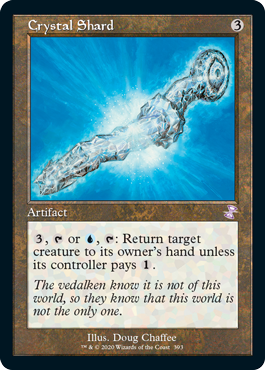 Crystal Shard 3
Artifact
3, T or U, T: Return target
creature to its owner's hand unless
its controller pays 1.
The vedalken know it is not of this
world, so they know that this world is
not the only one.
Illus. Doug Chaffee
™ & © 2020 Wizards of the Coast 393